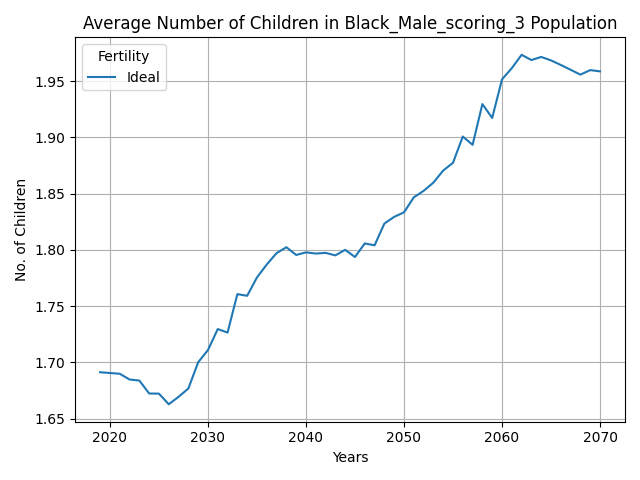 Average Number of Children in Black_Male_scoring_3 Population
Fertility
Ideal
No. of Children
1.95
1.90
1.85
1.80
1.75
1.70
1.65
2020 2030 2040 2050 2060 2070
Years